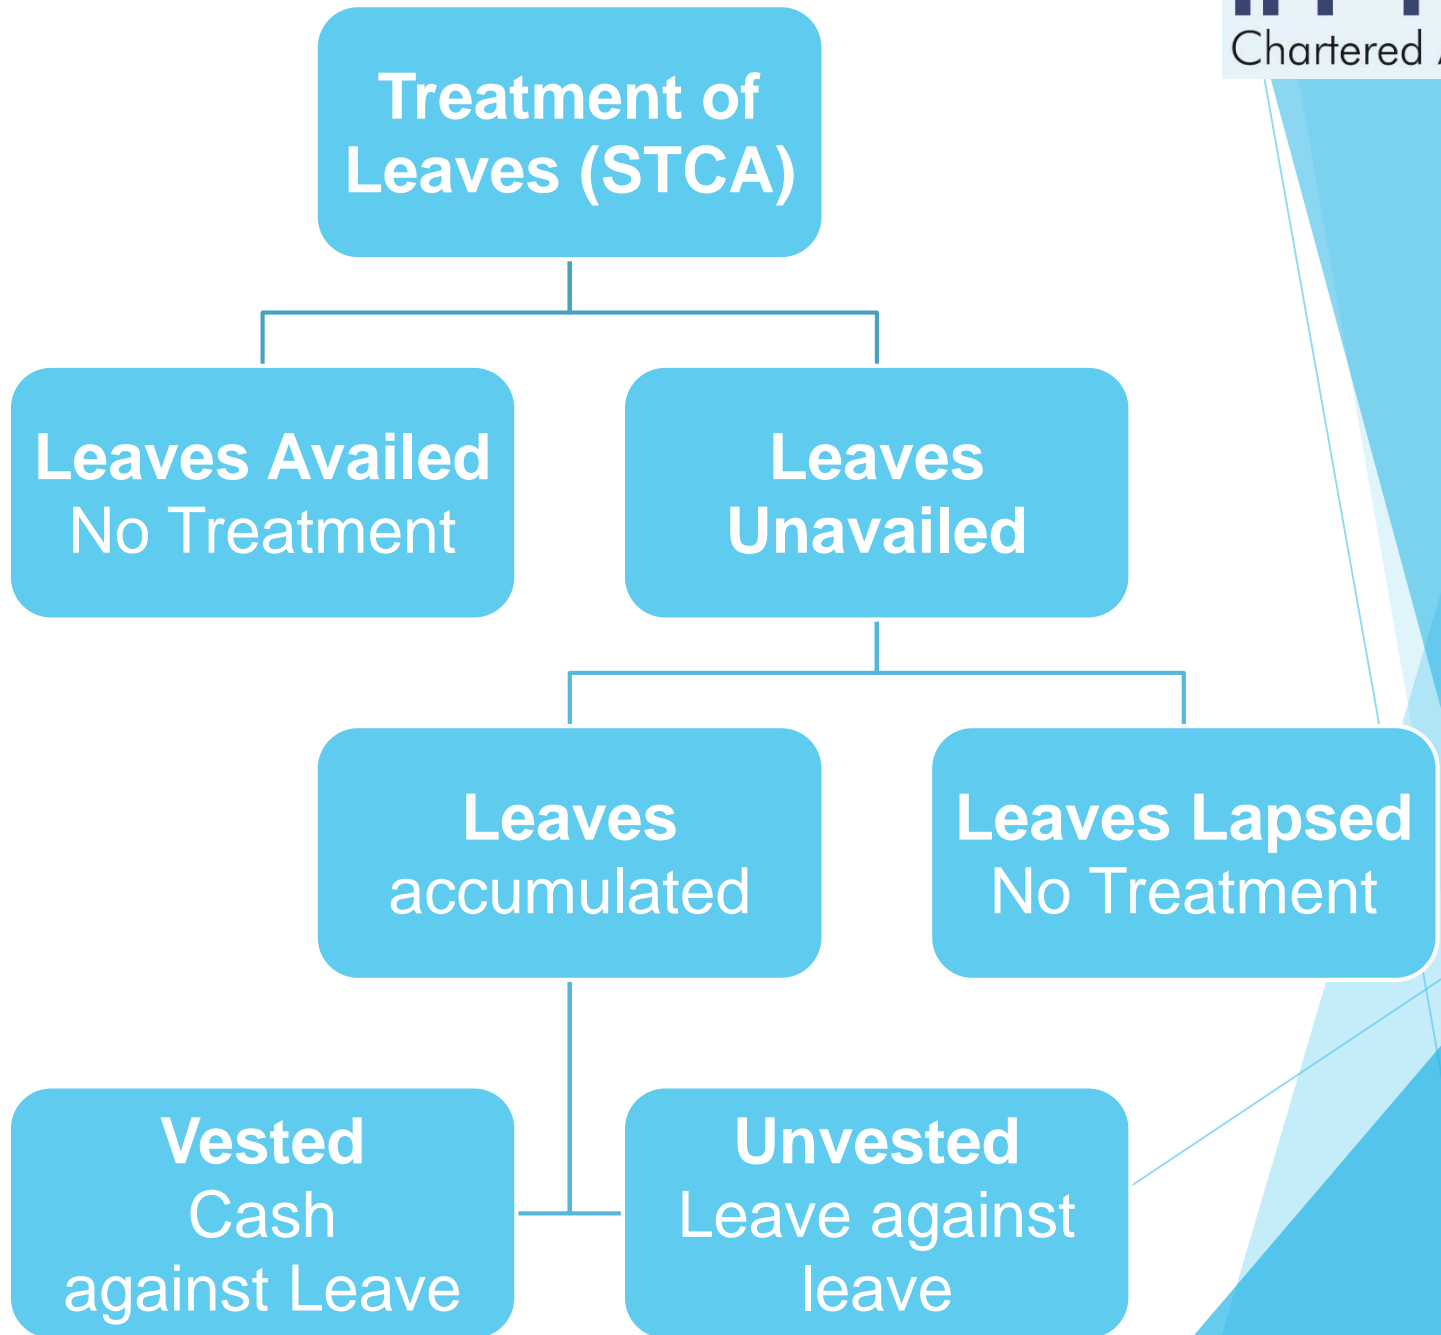 Chartered
Treatment of
Leaves (STCA)
Leaves Availed
No Treatment
Leaves
Unavailed
Leaves
accumulated
Leaves Lapsed
No Treatment
Vested
Cash
against Leave
Unvested
Leave against
leave